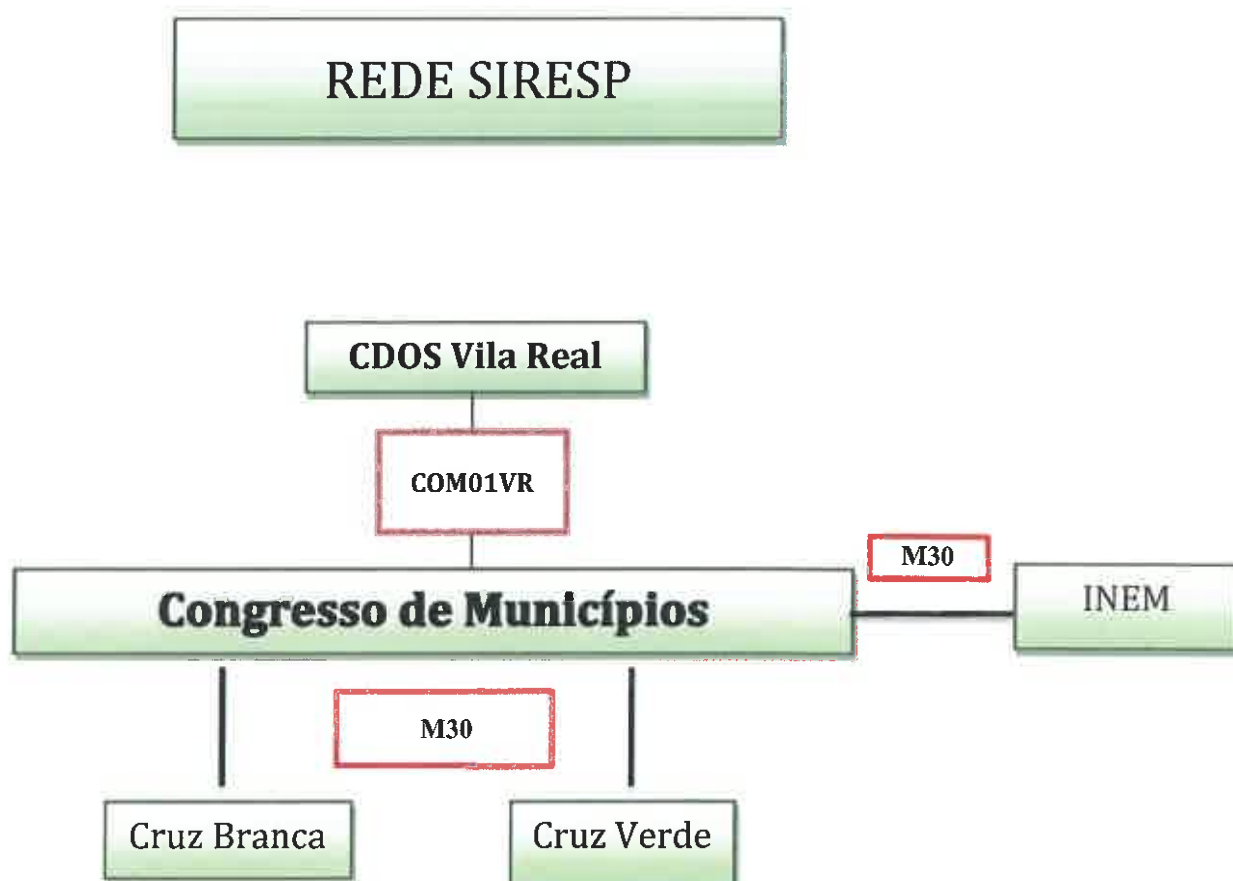 REDE SIRESP
CDOS Vila Real
COM01VR
M30
Congresso de Municípios
INEM
M30
Cruz Branca
Cruz Verde